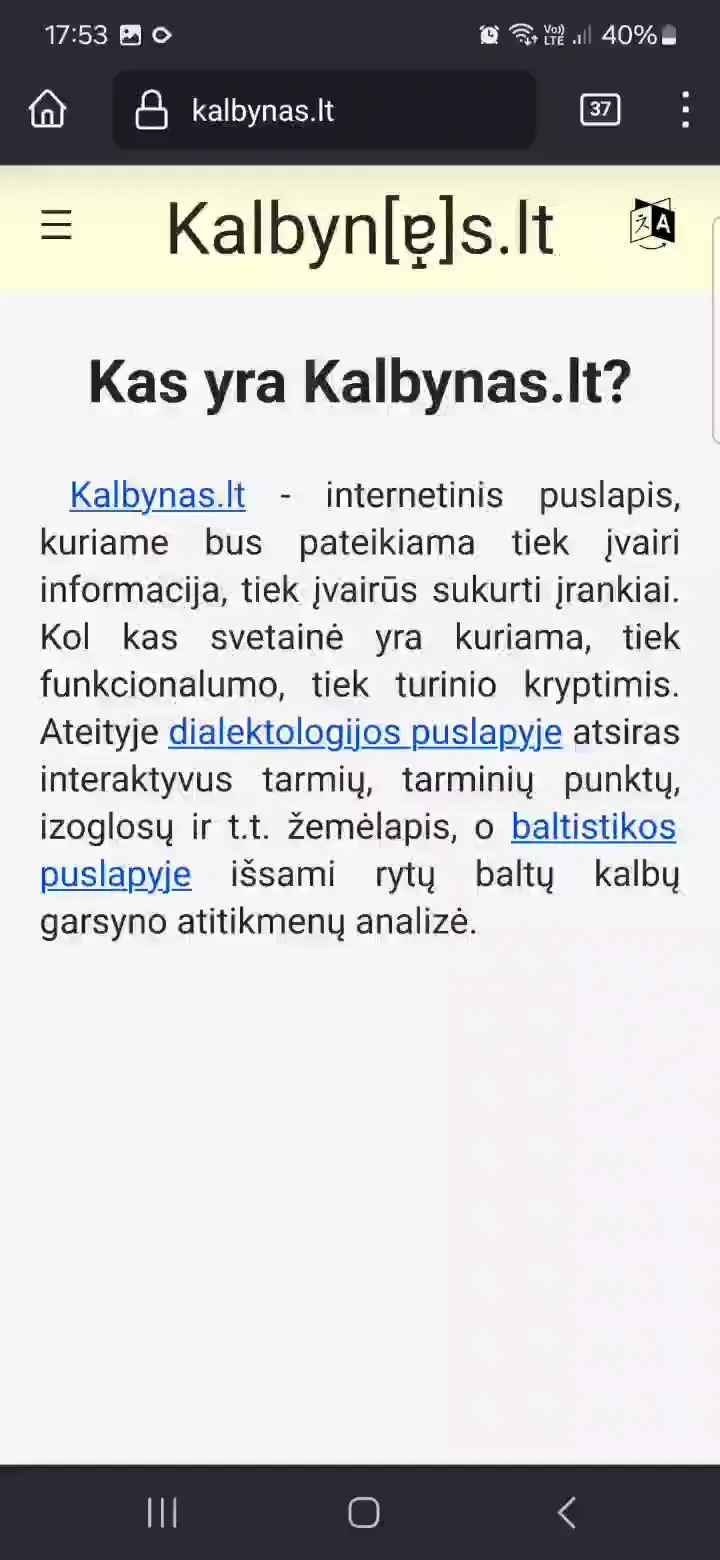 17:53
Vo)) LTE
40%
kalbynas.lt
37
Kalbyn[ɐ̞]s.lt
Kas yra Kalbynas.lt?
Kalbynas.lt - internetinis puslapis,
kuriame bus pateikiama tiek įvairi
informacija, tiek įvairūs sukurti įrankiai.
Kol kas svetainė yra kuriama, tiek
funkcionalumo, tiek turinio kryptimis.
Ateityje dialektologijos puslapyje atsiras
interaktyvus tarmių, tarminių punktų,
izoglosų ir t.t. žemėlapis, o baltistikos
puslapyje išsami rytų baltų kalbų
garsyno atitikmenų analizė.